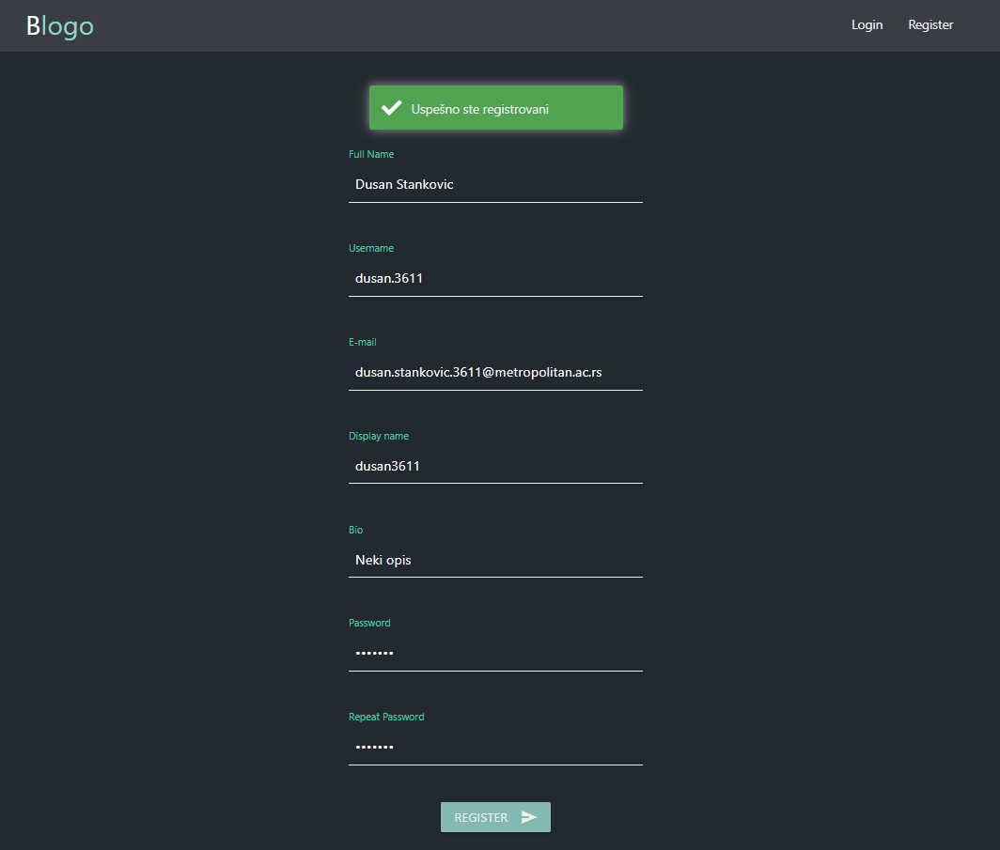 Blogo
Login Register
Uspešno ste registrovani
Full Name
Dusan Stankovic
Username
dusan.3611
E-mail
dusan.stankovic.3611@metropolitan.ac.rs
Display name
dusan3611
Bio
Neki opis
Password
•••••••
Repeat Password
•••••••
REGISTER